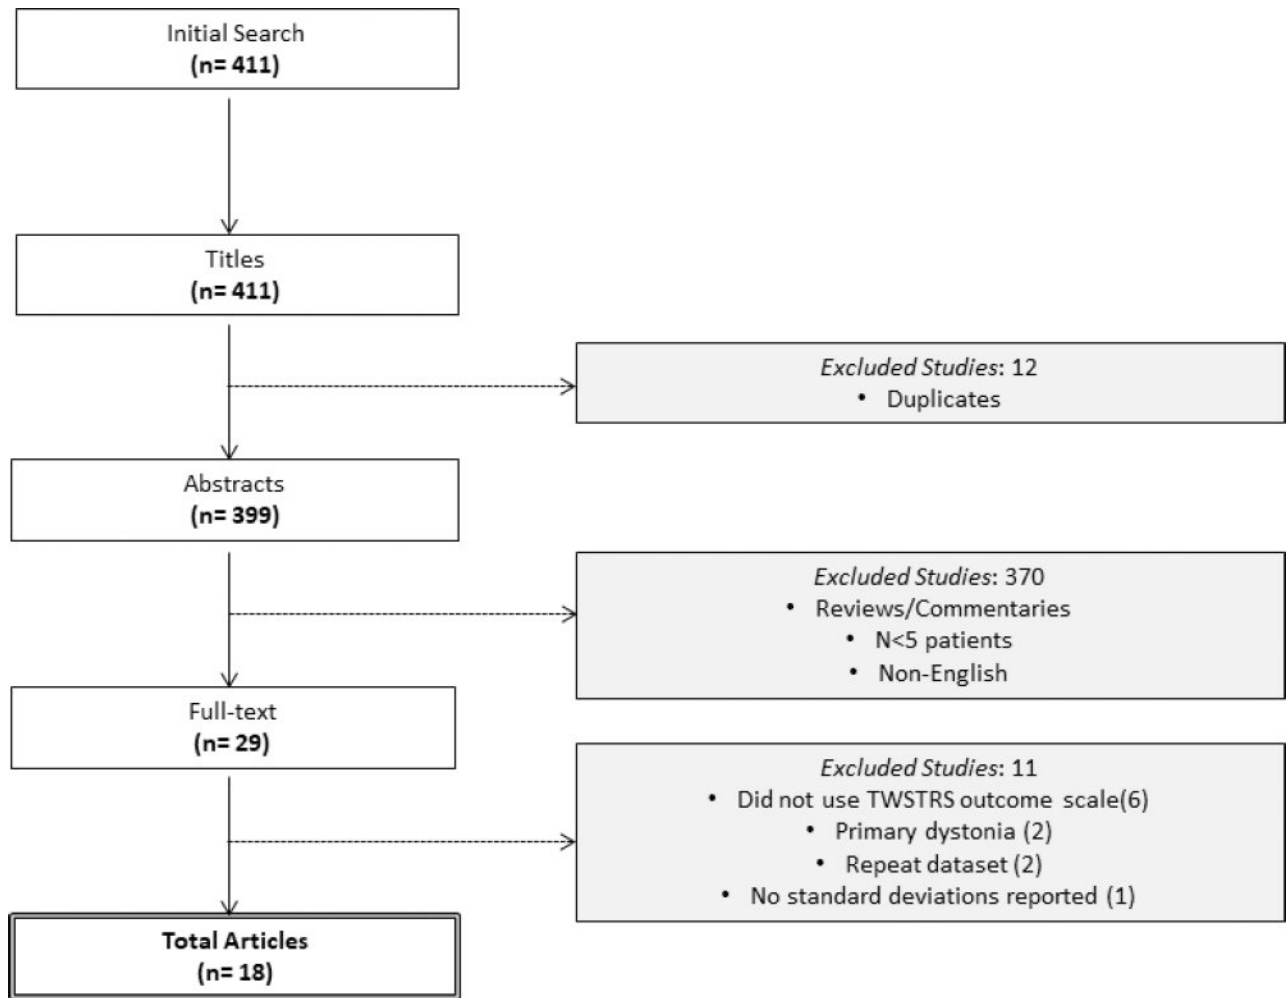 Initial Search
(n= 411)
Titles
(n= 411)
Excluded Studies: 12
• Duplicates
Abstracts
(n= 399)
Excluded Studies: 370
• Reviews/Commentaries
• N<5 patients
• Non-English
Full-text
(n= 29)
Excluded Studies: 11
• Did not use TWSTRS outcome scale(6)
• Primary dystonia (2)
• Repeat dataset (2)
• No standard deviations reported (1)
Total Articles
(n= 18)